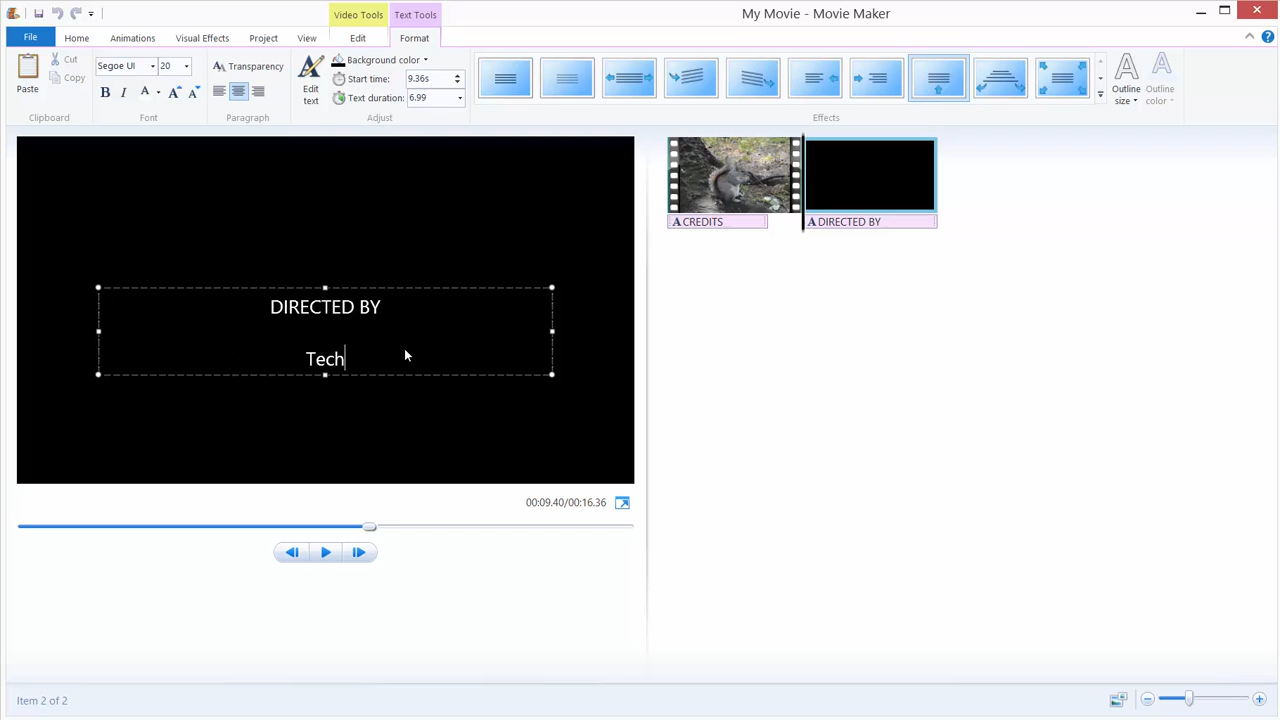 Video Tools
Text Tools
My Movie - Movie Maker
File
Home
Animations
Visual Effects
Project
View
Edit
Format
Paste
Cut
Copy
Clipboard
Segoe UI
20
B I A A A
Font
Transparency
Paragraph
Edit text
Background color
Start time: 9.36s
Text duration: 6.99
Adjust
Effects
A
Outline size
A
Outline color
DIRECTED BY
Tech
00:09.40/00:16.36
A CREDITS
A DIRECTED BY
Item 2 of 2